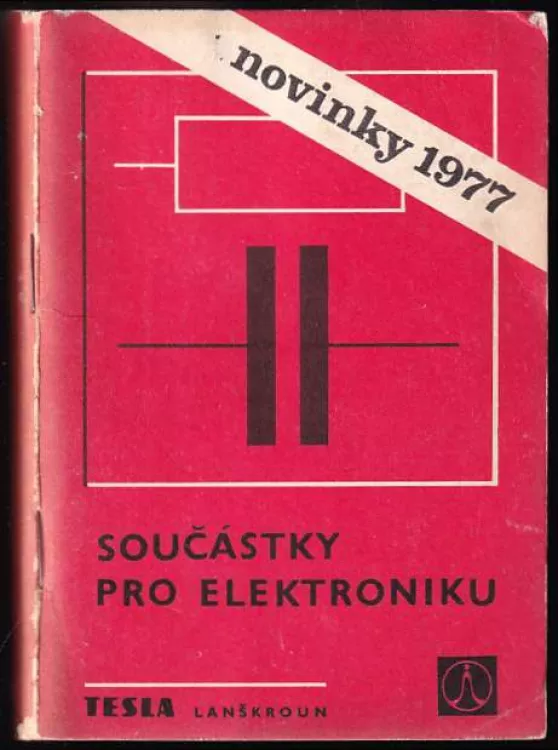 novinky 1977
SOUČÁSTKY
PRO ELEKTRONIKU
TESLA LANŠKROUN